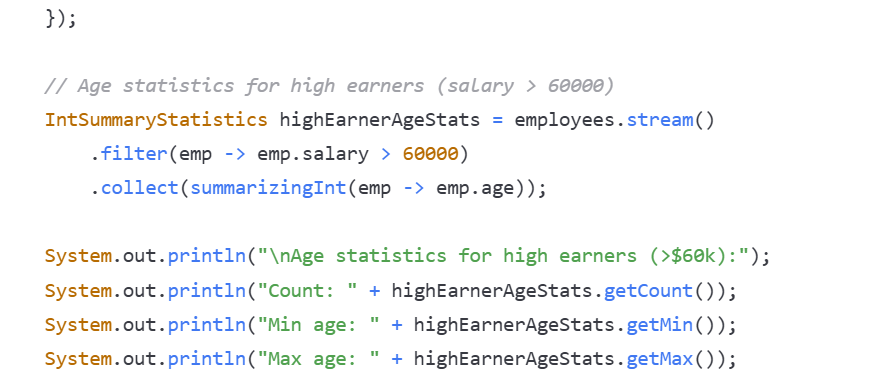 });
// Age statistics for high earners (salary > 60000)
IntSummaryStatistics highEarnerAgeStats = employees.stream()
    .filter(emp -> emp.salary > 60000)
    .collect(summarizingInt(emp -> emp.age));
System.out.println("\nAge statistics for high earners (>$60k):");
System.out.println("Count: " + highEarnerAgeStats.getCount());
System.out.println("Min age: " + highEarnerAgeStats.getMin());
System.out.println("Max age: " + highEarnerAgeStats.getMax());